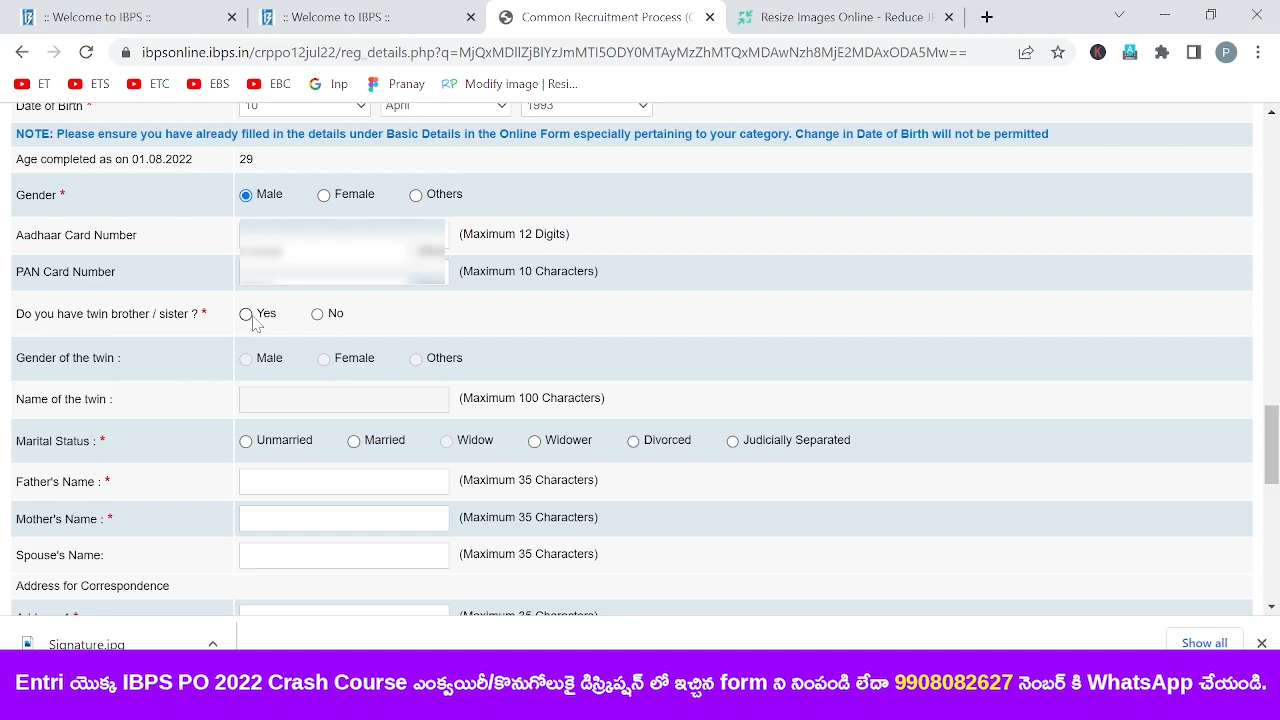 :: Welcome to IBPS :: :: Welcome to IBPS :: Common Recruitment Process (C Resize Images Online - Reduce JP
ibpsonline.ibps.in/crppo12jul22/reg_details.php?q=MjQxMDllZjBlYzJmMTI5ODY0MTAyMzZhMTQxMDAwNzh8MjE2MDAxODA5Mw==
ET ETS ETC EBS EBC Inp Pranay Modify image | Resi...
Date of Birth * 10 April 1993
NOTE: Please ensure you have already filled in the details under Basic Details in the Online Form especially pertaining to your category. Change in Date of Birth will not be permitted
Age completed as on 01.08.2022 29
Gender * Male Female Others
Aadhaar Card Number (Maximum 12 Digits)
PAN Card Number (Maximum 10 Characters)
Do you have twin brother / sister ? * Yes No
Gender of the twin : Male Female Others
Name of the twin : (Maximum 100 Characters)
Marital Status : * Unmarried Married Widow Widower Divorced Judicially Separated
Father's Name : * (Maximum 35 Characters)
Mother's Name : * (Maximum 35 Characters)
Spouse's Name: (Maximum 35 Characters)
Address for Correspondence
(Maximum 35 Characters)
Signature.jpg Show all
Entri యొక్క IBPS PO 2022 Crash Course ఎంక్వయిరీ/కొనుగోలుకై డిస్క్రిప్షన్ లో ఇచ్చిన form ని నింపండి లేదా 9908082627 నెంబర్ కి WhatsApp చేయండి.